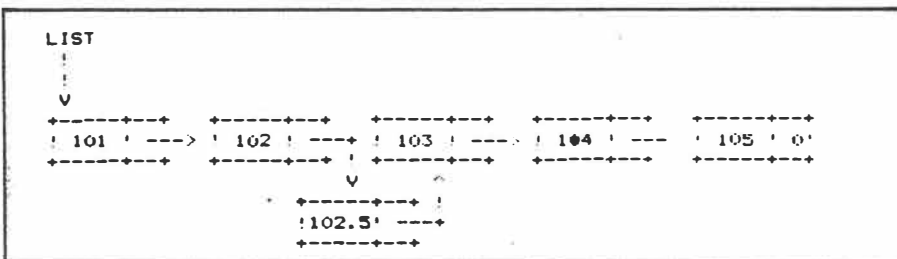 LIST
!
!
V
+------+--+ +------+--+ +------+--+ +------+--+ +------+--+
! 101 ! ---> ! 102 ! ---+ ! 103 ! ---> ! 104 ! --- ! 105 ! 0!
+------+--+ +------+--+ ! +------+--+ +------+--+ +------+--+
V ^
+------+--+ !
!102.5! ---+
+------+--+